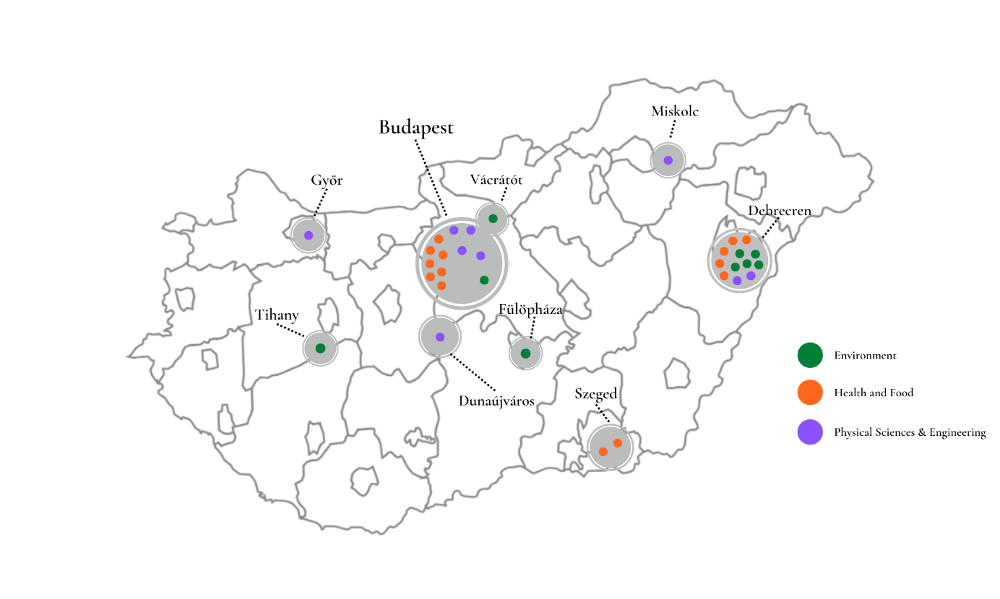 Miskolc
Budapest
Győr
Vácrátót
Debrecren
Fülöpháza
Tihany
Environment
Szeged
Health and Food
Dunaújváros
Physical Sciences & Engineering